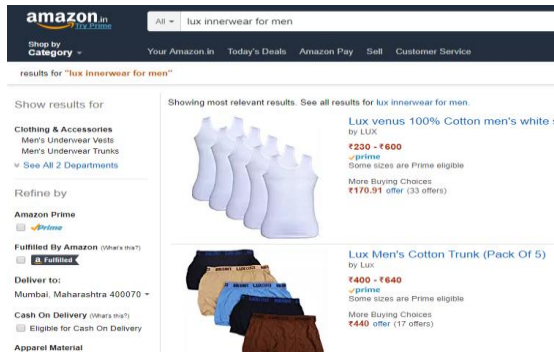 amazon.in
Try Prime
All
lux innerwear for men
Shop by
Category
Your Amazon.in Today's Deals Amazon Pay Sell Customer Service
results for "lux innerwear for men"
Show results for
Clothing & Accessories
Men's Underwear Vests
Men's Underwear Trunks
See All 2 Departments
Refine by
Amazon Prime
Prime
Fulfilled By Amazon (What's this?)
a Fulfilled
Deliver to:
Mumbai, Maharashtra 400070
Cash On Delivery (What's this?)
Eligible for Cash On Delivery
Apparel Material
Showing most relevant results. See all results for lux innerwear for men.
Lux venus 100% Cotton men's white
by LUX
₹230 - ₹600
prime
Some sizes are Prime eligible
More Buying Choices
₹170.91 offer (33 offers)
Lux Men's Cotton Trunk (Pack Of 5)
by Lux
₹400 - ₹640
prime
Some sizes are Prime eligible
More Buying Choices
₹440 offer (17 offers)